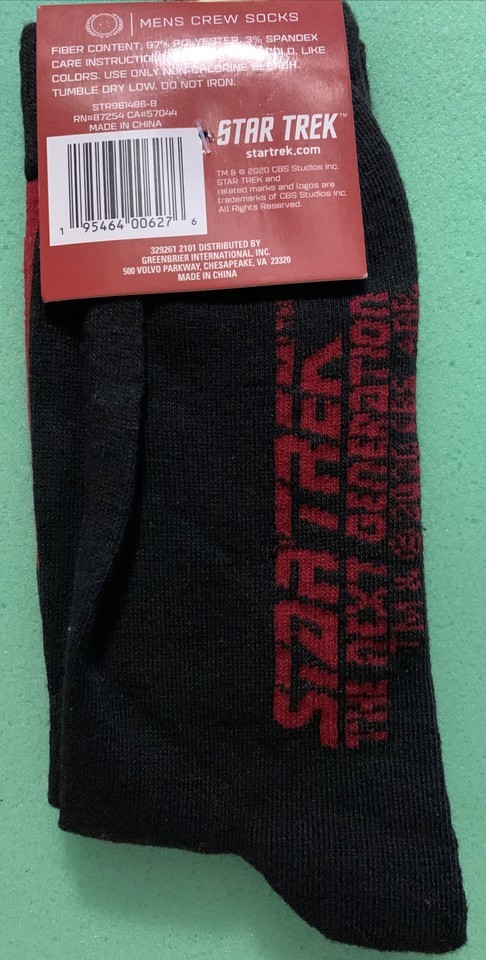 MENS CREW SOCKS
FIBER CONTENT: 97% POLYESTER, 3% SPANDEX
CARE INSTRUCTION COLD, LIKE
COLORS. USE ONLY NON-CHLORINE BLEACH.
TUMBLE DRY LOW. DO NOT IRON.
STR961486-B
RN#87254 CA#57044
MADE IN CHINA
STAR TREK™
startrek.com
TM & © 2020 CBS Studios Inc.
STAR TREK and
related marks and logos are
trademarks of CBS Studios Inc.
All Rights Reserved.
1 95464 00627 6
329261 2101 DISTRIBUTED BY
GREENBRIER INTERNATIONAL, INC.
500 VOLVO PARKWAY, CHESAPEAKE, VA 23320
MADE IN CHINA
STAR TREK
THE NEXT GENERATION
TM & © 20